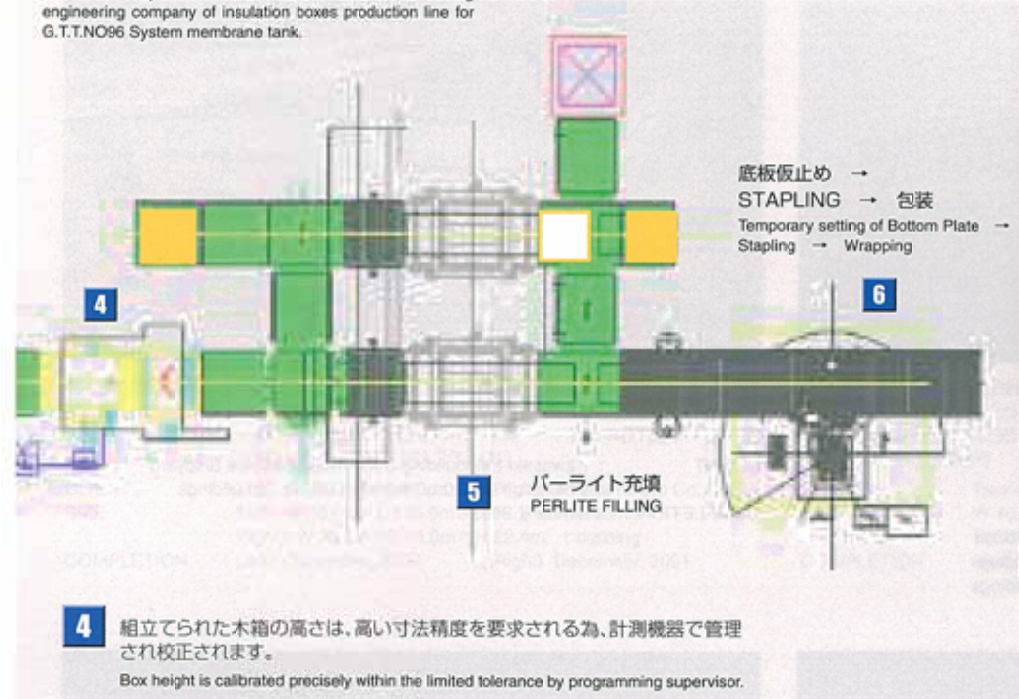 engineering company of insulation boxes production line for
G.T.T.NO96 System membrane tank.
底板仮止め →
STAPLING → 包装
Temporary setting of Bottom Plate →
Stapling → Wrapping
4
6
5
パーライト充填
PERLITE FILLING
COMPLETION
4 組立てられた木箱の高さは、高い寸法精度を要求される為、計測機器で管理
され校正されます。
Box height is calibrated precisely within the limited tolerance by programming supervisor.